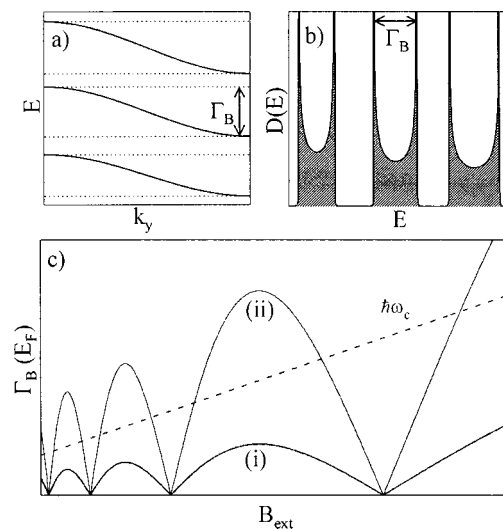 a)
E
Γ_B
k_y
b)
Γ_B
D(E)
E
c)
(ii)
ħω_c
Γ_B (E_F)
(i)
B_ext